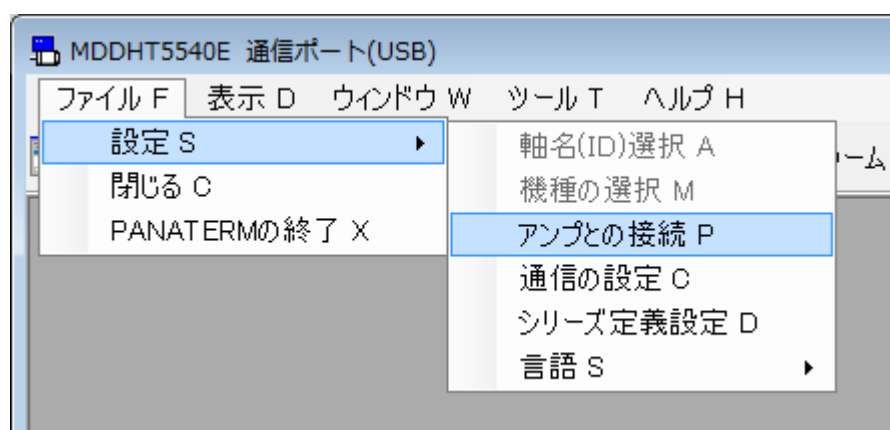 MDDHT5540E 通信ポート(USB)
ファイル F 表示 D ウィンドウ W ツール T ヘルプ H
設定 S
閉じる C
PANATERMの終了 X
軸名(ID)選択 A
機種の選択 M
アンプとの接続 P
通信の設定 C
シリーズ定義設定 D
言語 S
ーム